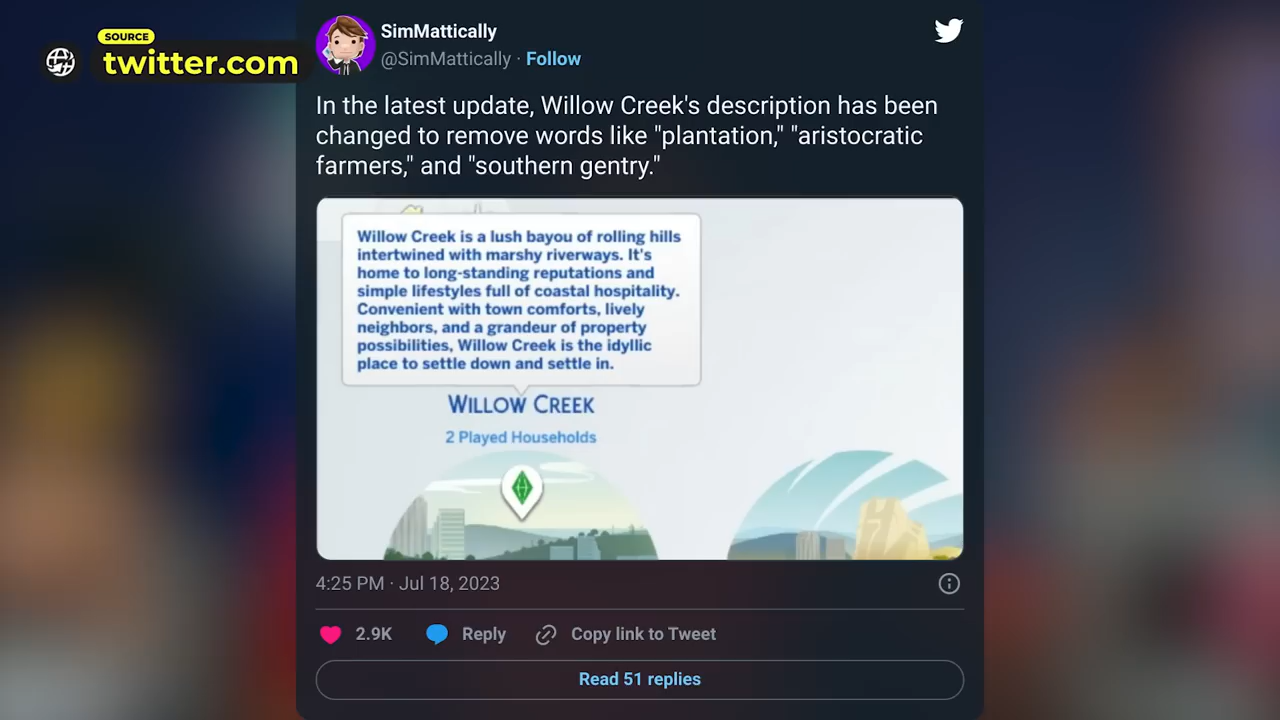 SOURCE
twitter.com
SimMattically
@SimMattically · Follow
In the latest update, Willow Creek's description has been
changed to remove words like "plantation," "aristocratic
farmers," and "southern gentry."
Willow Creek is a lush bayou of rolling hills
intertwined with marshy riverways. It's
home to long-standing reputations and
simple lifestyles full of coastal hospitality.
Convenient with town comforts, lively
neighbors, and a grandeur of property
possibilities, Willow Creek is the idyllic
place to settle down and settle in.
WILLOW CREEK
2 Played Households
4:25 PM · Jul 18, 2023
2.9K
Reply
Copy link to Tweet
Read 51 replies